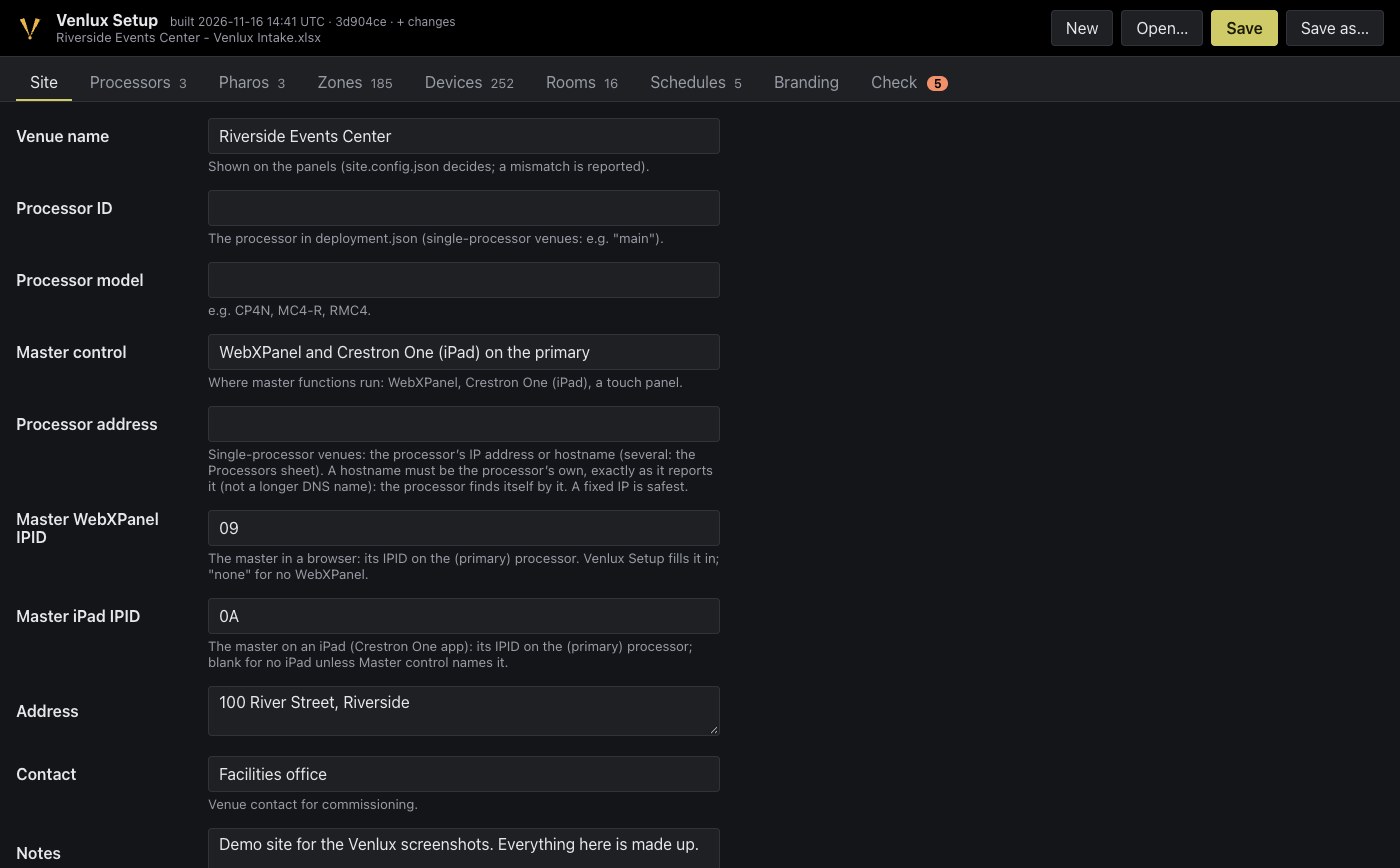 Venlux Setup built 2026-11-16 14:41 UTC · 3d904ce · + changes
Riverside Events Center - Venlux Intake.xlsx
New Open... Save Save as...
Site Processors 3 Pharos 3 Zones 185 Devices 252 Rooms 16 Schedules 5 Branding Check 5
Venue name Riverside Events Center
Shown on the panels (site.config.json decides; a mismatch is reported).
Processor ID
The processor in deployment.json (single-processor venues: e.g. "main").
Processor model
e.g. CP4N, MC4-R, RMC4.
Master control WebXPanel and Crestron One (iPad) on the primary
Where master functions run: WebXPanel, Crestron One (iPad), a touch panel.
Processor address
Single-processor venues: the processor's IP address or hostname (several: the
Processors sheet). A hostname must be the processor's own, exactly as it reports
it (not a longer DNS name): the processor finds itself by it. A fixed IP is safest.
Master WebXPanel
IPID
09
The master in a browser: its IPID on the (primary) processor. Venlux Setup fills it in;
"none" for no WebXPanel.
Master iPad IPID 0A
The master on an iPad (Crestron One app): its IPID on the (primary) processor;
blank for no iPad unless Master control names it.
Address 100 River Street, Riverside
Contact Facilities office
Venue contact for commissioning.
Notes Demo site for the Venlux screenshots. Everything here is made up.